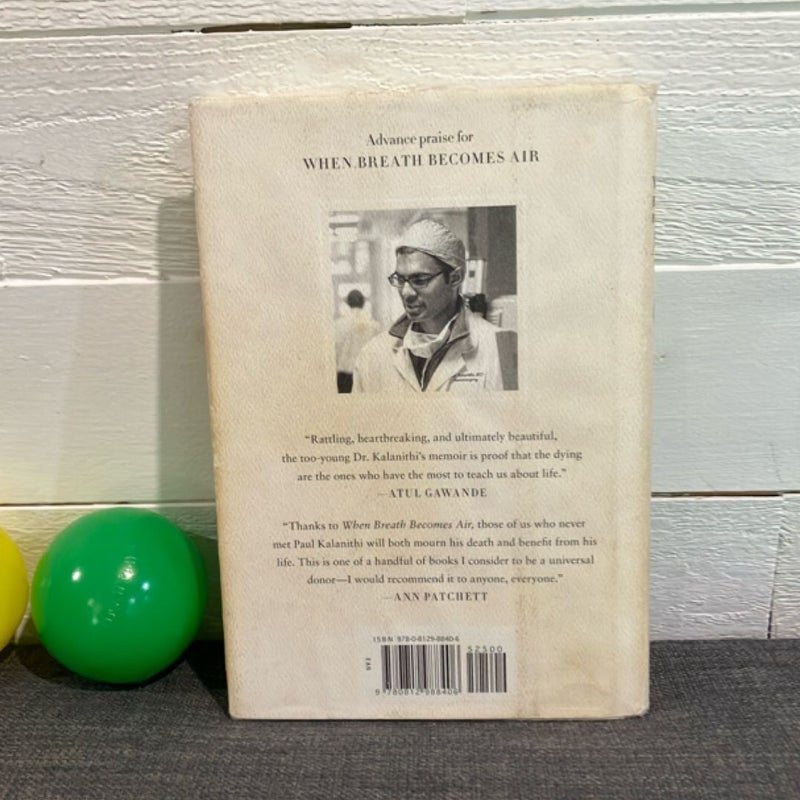 Advance praise for
WHEN BREATH BECOMES AIR
“Rattling, heartbreaking, and ultimately beautiful,
the too-young Dr. Kalanithi’s memoir is proof that the dying
are the ones who have the most to teach us about life.”
—ATUL GAWANDE
“Thanks to When Breath Becomes Air, those of us who never
met Paul Kalanithi will both mourn his death and benefit from his
life. This is one of a handful of books I consider to be a universal
donor—I would recommend it to anyone, everyone.”
—ANN PATCHETT
ISBN 978-0-8129-8840-6
52500
EAN
9 780812 988406